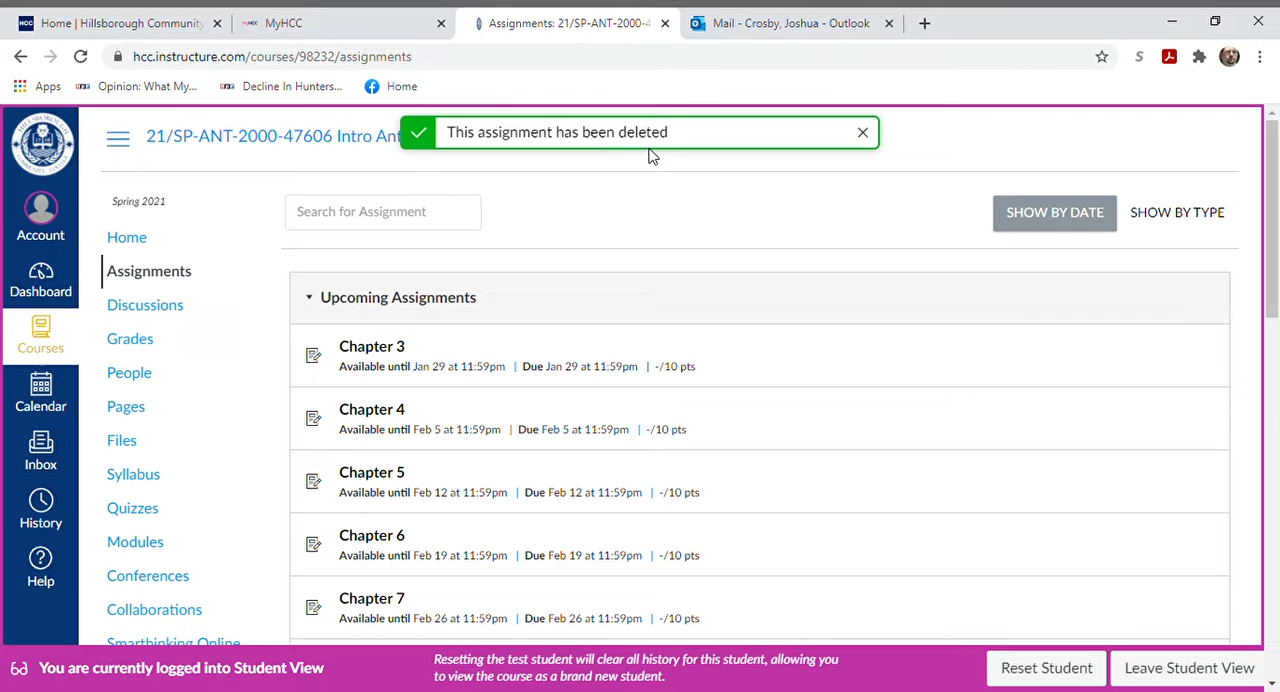 Home | Hillsborough Community
MyHCC
Assignments: 21/SP-ANT-2000-4
Mail - Crosby, Joshua - Outlook
hcc.instructure.com/courses/98232/assignments
Apps
Opinion: What My...
Decline In Hunters...
Home
21/SP-ANT-2000-47606 Intro Ant
This assignment has been deleted
Account
Dashboard
Courses
Calendar
Inbox
History
Help
Spring 2021
Home
Assignments
Discussions
Grades
People
Pages
Files
Syllabus
Quizzes
Modules
Conferences
Collaborations
Smarthinking Online
Search for Assignment
SHOW BY DATE
SHOW BY TYPE
Upcoming Assignments
Chapter 3
Available until Jan 29 at 11:59pm | Due Jan 29 at 11:59pm | -/10 pts
Chapter 4
Available until Feb 5 at 11:59pm | Due Feb 5 at 11:59pm | -/10 pts
Chapter 5
Available until Feb 12 at 11:59pm | Due Feb 12 at 11:59pm | -/10 pts
Chapter 6
Available until Feb 19 at 11:59pm | Due Feb 19 at 11:59pm | -/10 pts
Chapter 7
Available until Feb 26 at 11:59pm | Due Feb 26 at 11:59pm | -/10 pts
You are currently logged into Student View
Resetting the test student will clear all history for this student, allowing you
to view the course as a brand new student.
Reset Student
Leave Student View